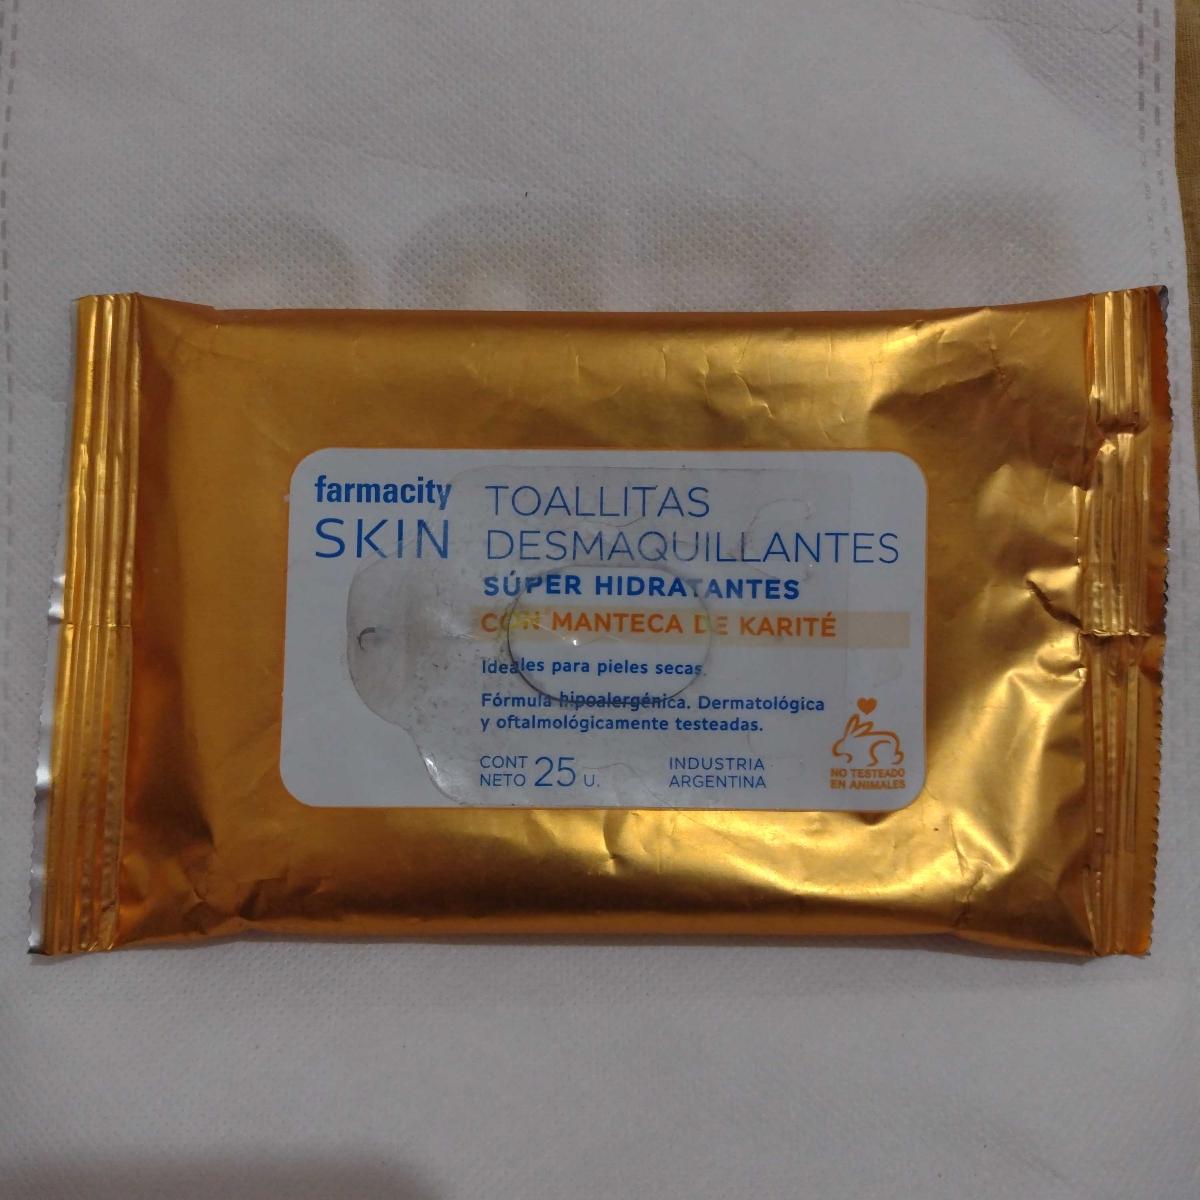 farmacity
SKIN
TOALLITAS
DESMAQUILLANTES
SÚPER HIDRATANTES
CON MANTECA DE KARITÉ
Ideales para pieles secas.
Fórmula hipoalergénica. Dermatológica
y oftalmológicamente testeadas.
CONT
NETO 25 U.
INDUSTRIA
ARGENTINA
NO TESTEADO
EN ANIMALES